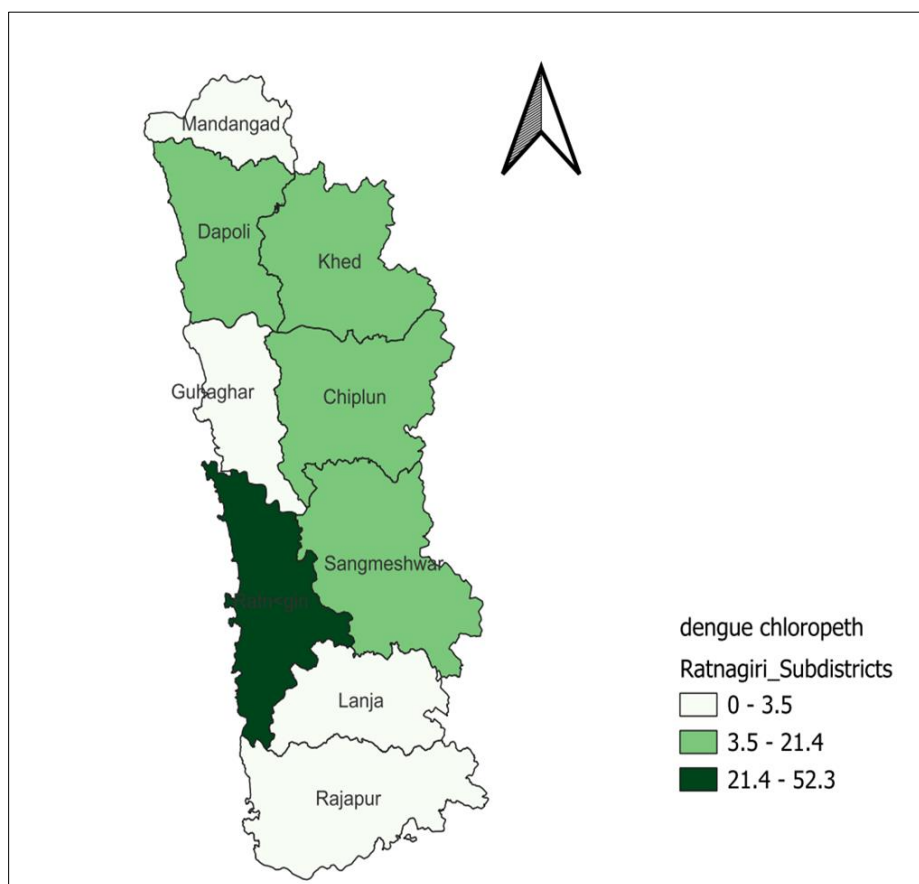 Mandangad
Dapoli
Khed
Guhaghar
Chiplun
Sangmeshwar
Ratnagiri
Lanja
Rajapur
dengue chloropeth
Ratnagiri_Subdistricts
0 - 3.5
3.5 - 21.4
21.4 - 52.3